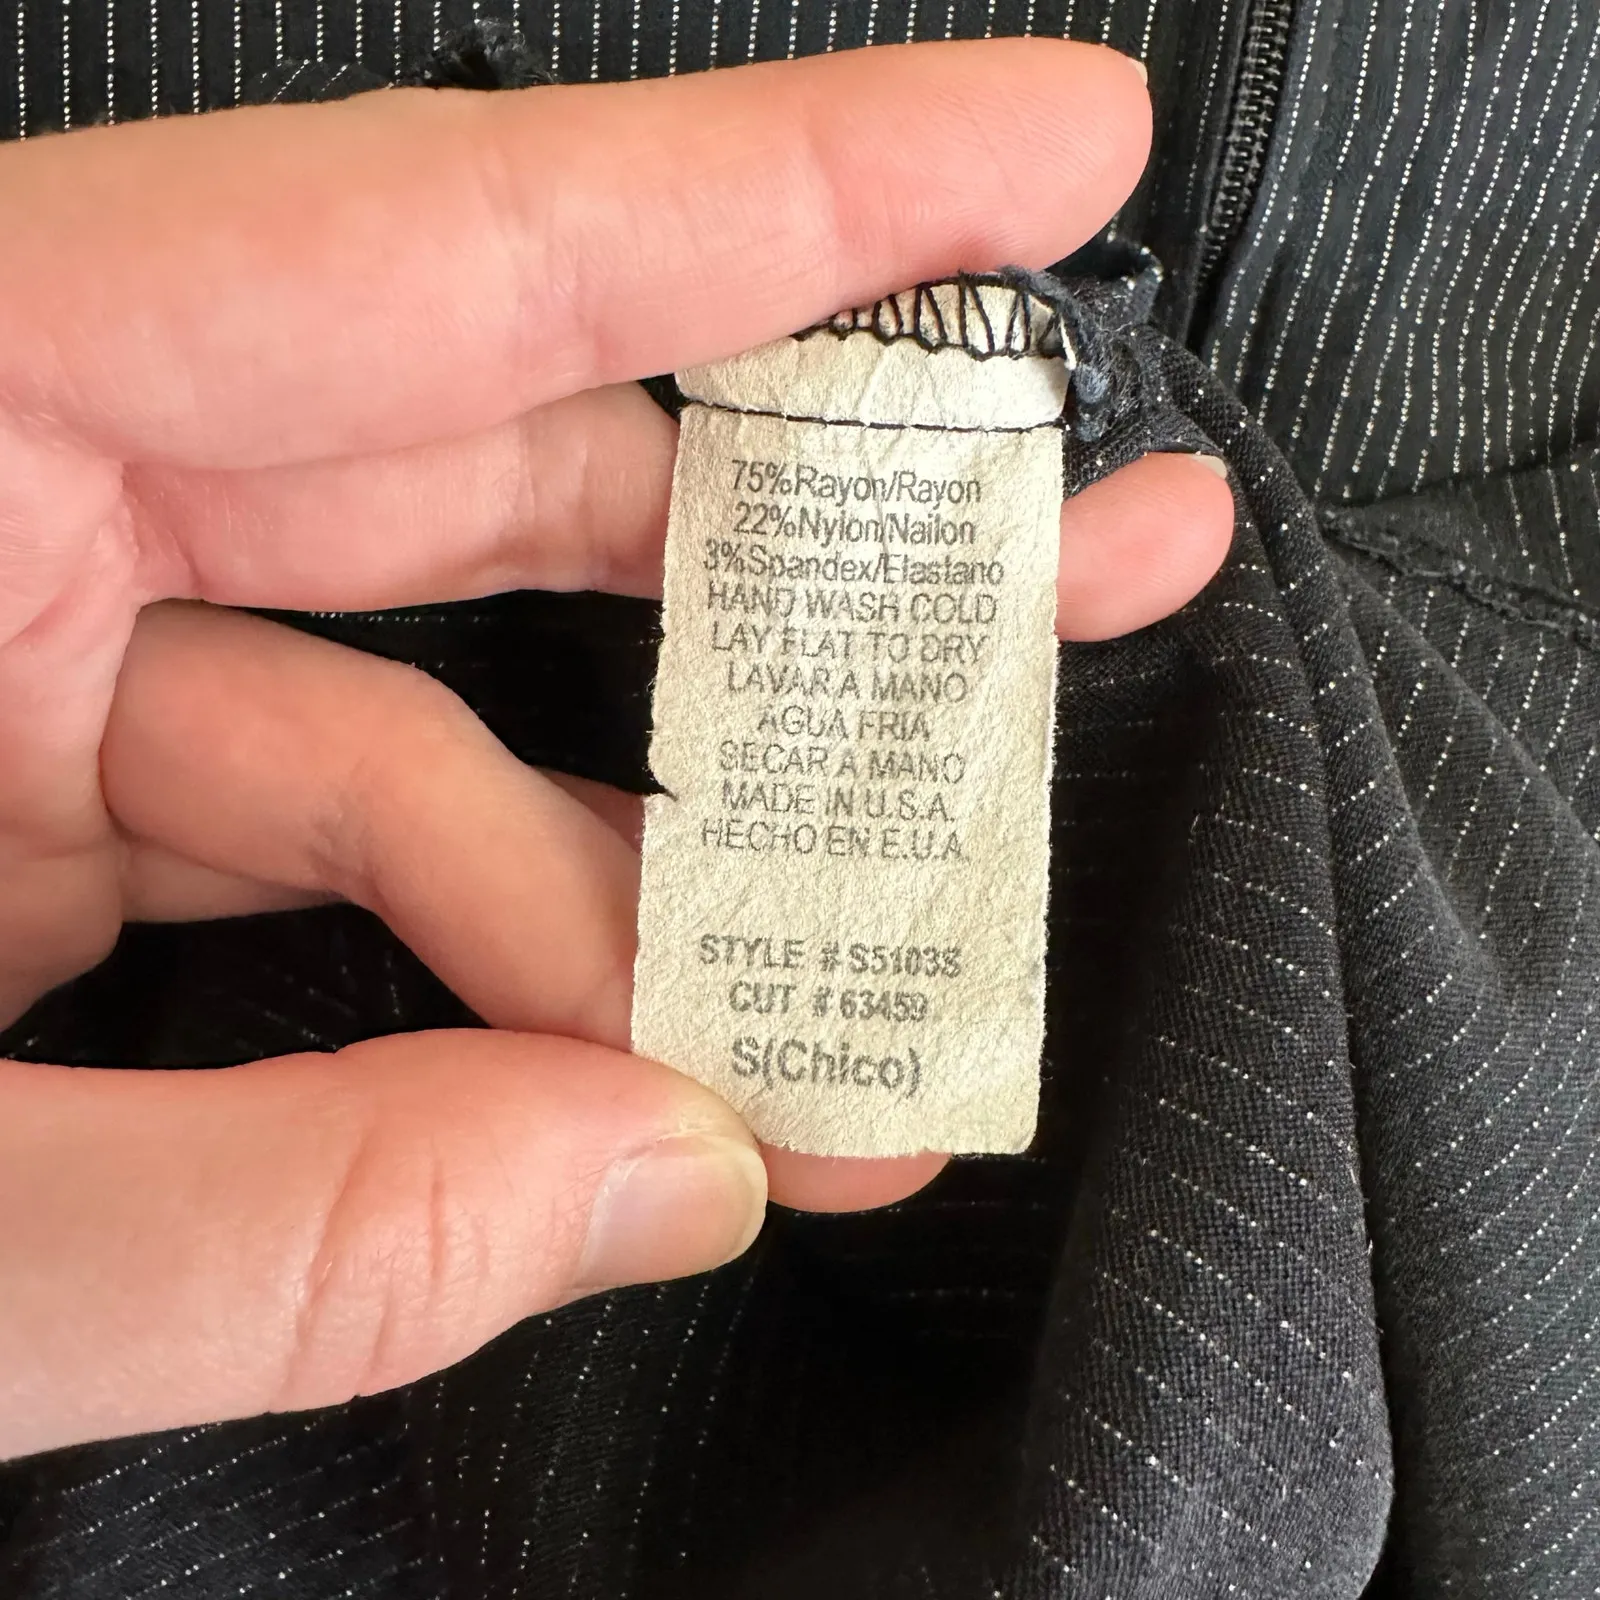 75%Rayon/Rayon
22%Nylon/Nailon
3%Spandex/Elastano
HAND WASH COLD
LAY FLAT TO DRY
LAVAR A MANO
AGUA FRIA
SECAR A MANO
MADE IN U.S.A.
HECHO EN E.U.A.
STYLE # S5103S
CUT # 63459
S(Chico)